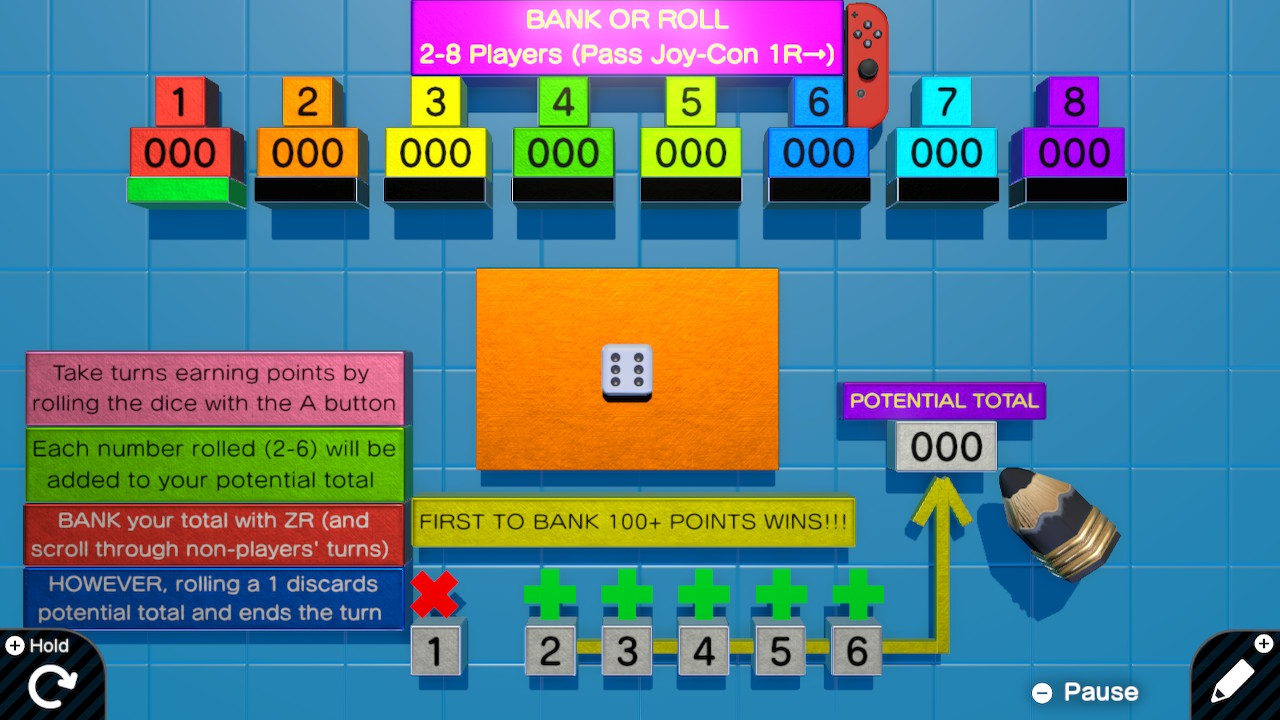 BANK OR ROLL
2-8 Players (Pass Joy-Con 1R→)
1 2 3 4 5 6 7 8
000 000 000 000 000 000 000 000
Take turns earning points by
rolling the dice with the A button
Each number rolled (2-6) will be
added to your potential total
BANK your total with ZR (and
scroll through non-players' turns)
HOWEVER, rolling a 1 discards
potential total and ends the turn
POTENTIAL TOTAL
000
FIRST TO BANK 100+ POINTS WINS!!!
1 2 3 4 5 6
Hold
Pause